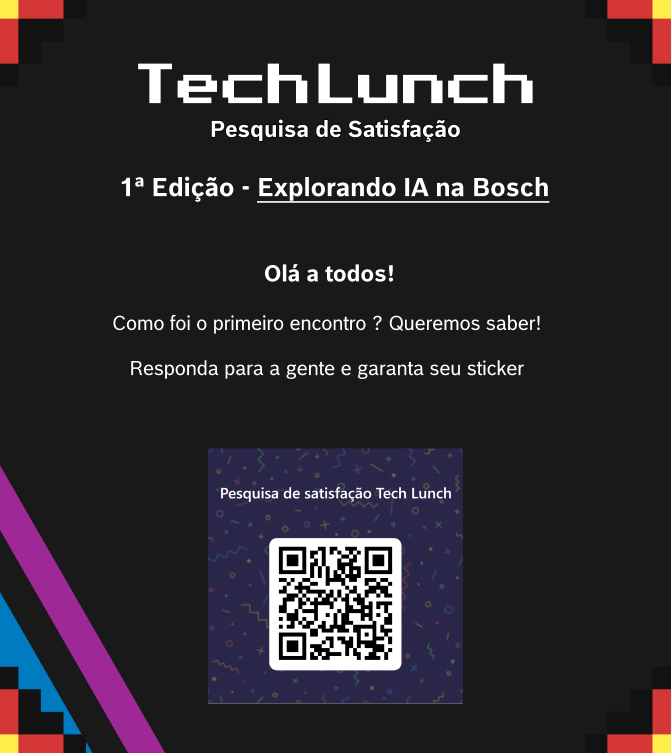 TechLunch
Pesquisa de Satisfação
1ª Edição - Explorando IA na Bosch
Olá a todos!
Como foi o primeiro encontro ? Queremos saber!
Responda para a gente e garanta seu sticker
Pesquisa de satisfação Tech Lunch